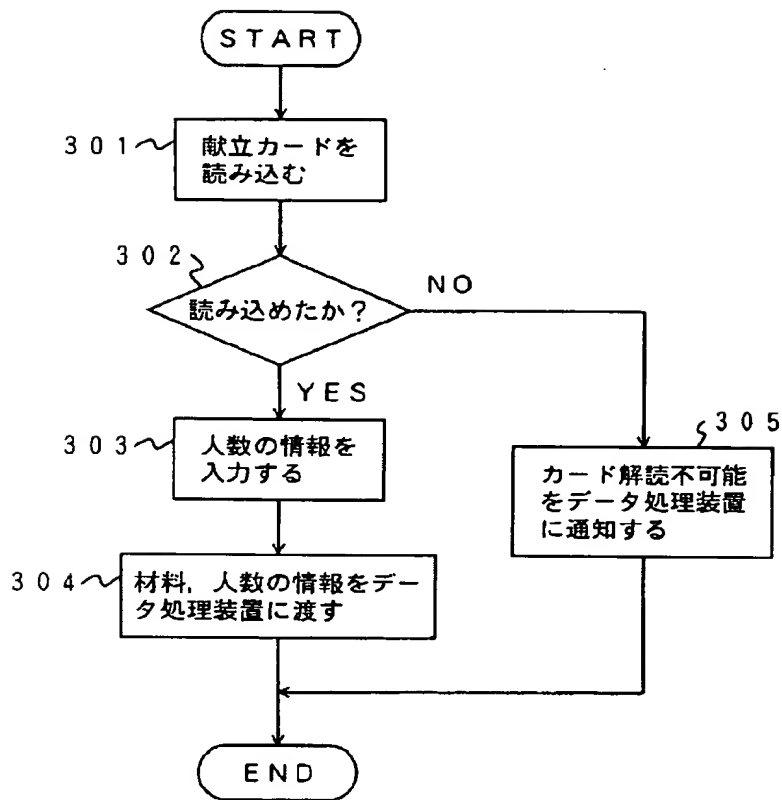 START
301
献立カードを
読み込む
302
読み込めたか？
NO
YES
303
人数の情報を
入力する
305
カード解読不可能
をデータ処理装置
に通知する
304
材料，人数の情報をデー
タ処理装置に渡す
END